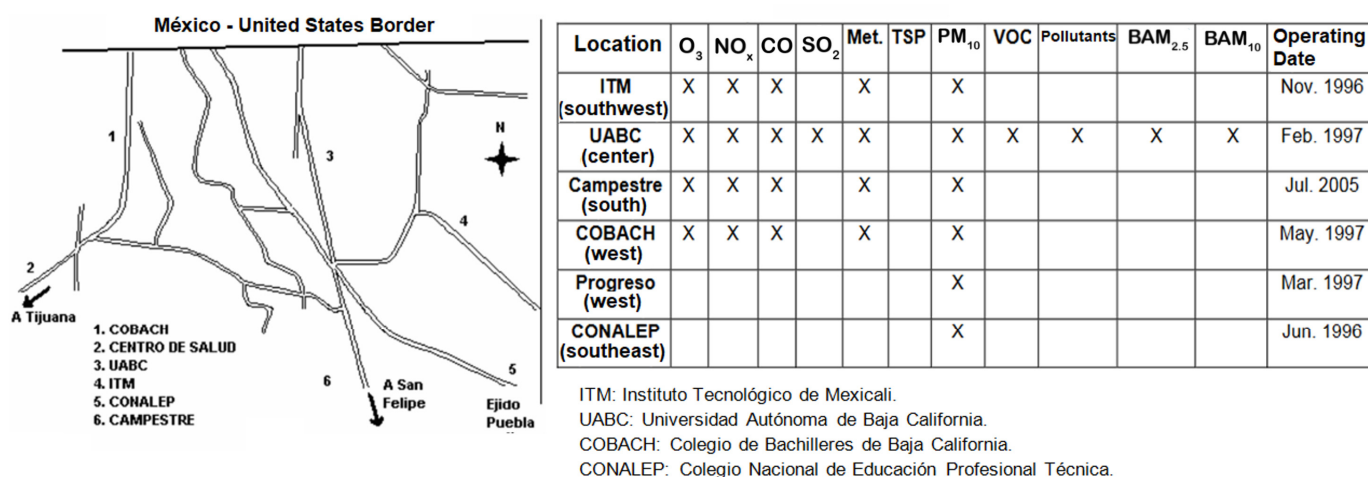 México - United States Border
1
2
3
4
5
6
N
A Tijuana
A San
Felipe
Ejido
Puebla
1. COBACH
2. CENTRO DE SALUD
3. UABC
4. ITM
5. CONALEP
6. CAMPESTRE
Location O3 NOx CO SO2 Met. TSP PM10 VOC Pollutants BAM2.5 BAM10 Operating Date
ITM (southwest) X X X X X Nov. 1996
UABC (center) X X X X X X X X X X Feb. 1997
Campestre (south) X X X X X Jul. 2005
COBACH (west) X X X X X May. 1997
Progreso (west) X Mar. 1997
CONALEP (southeast) X Jun. 1996
ITM: Instituto Tecnológico de Mexicali.
UABC: Universidad Autónoma de Baja California.
COBACH: Colegio de Bachilleres de Baja California.
CONALEP: Colegio Nacional de Educación Profesional Técnica.